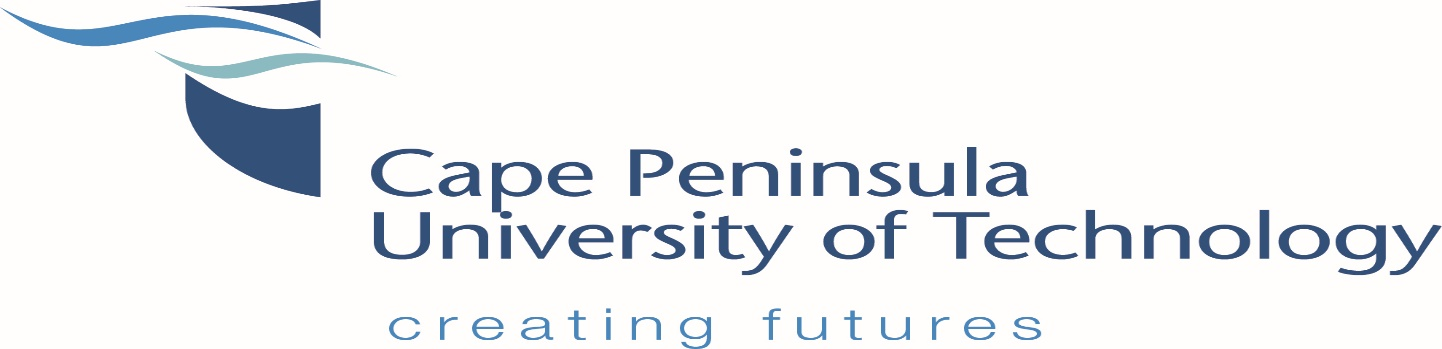 Cape Peninsula
University of Technology
creating futures